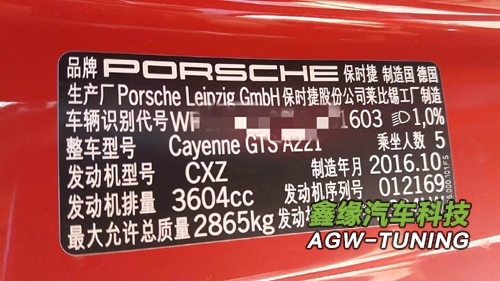 品牌 PORSCHE 保时捷 制造国 德国
生产厂 Porsche Leipzig GmbH 保时捷股份公司莱比锡工厂制造
车辆识别代号 1603 1,0%
整车型号 Cayenne GTS A221 乘坐人数 5
发动机型号 CXZ 制造年月 2016.10
发动机排量 3604cc 发动机序列号 012169
最大允许总质量 2865kg 发动机
鑫缘汽车科技
AGW-TUNING